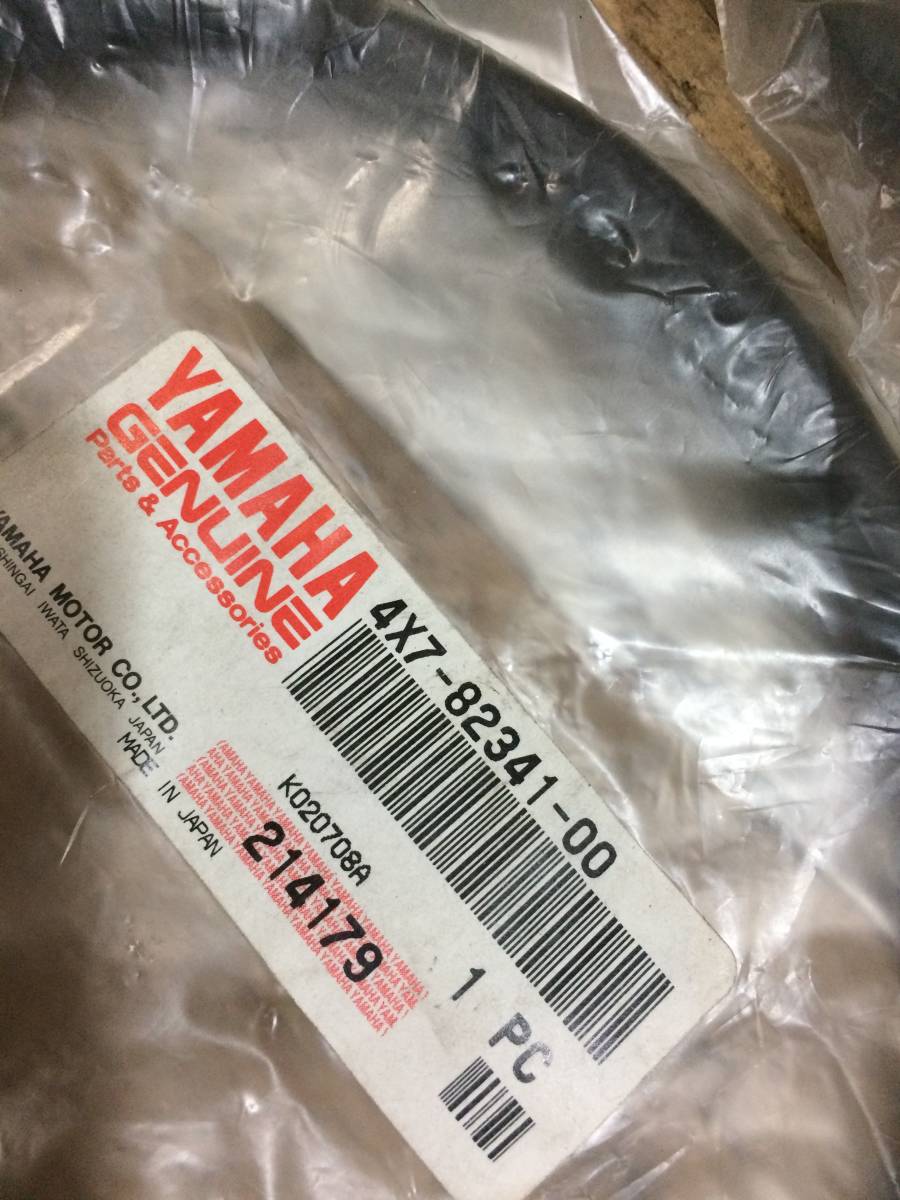 YAMAHA
GENUINE
Parts & Accessories
4X7-82341-00
YAMAHA MOTOR CO., LTD.
SHINGAI IWATA SHIZUOKA JAPAN
MADE IN JAPAN
K020708A
214179
1 PC